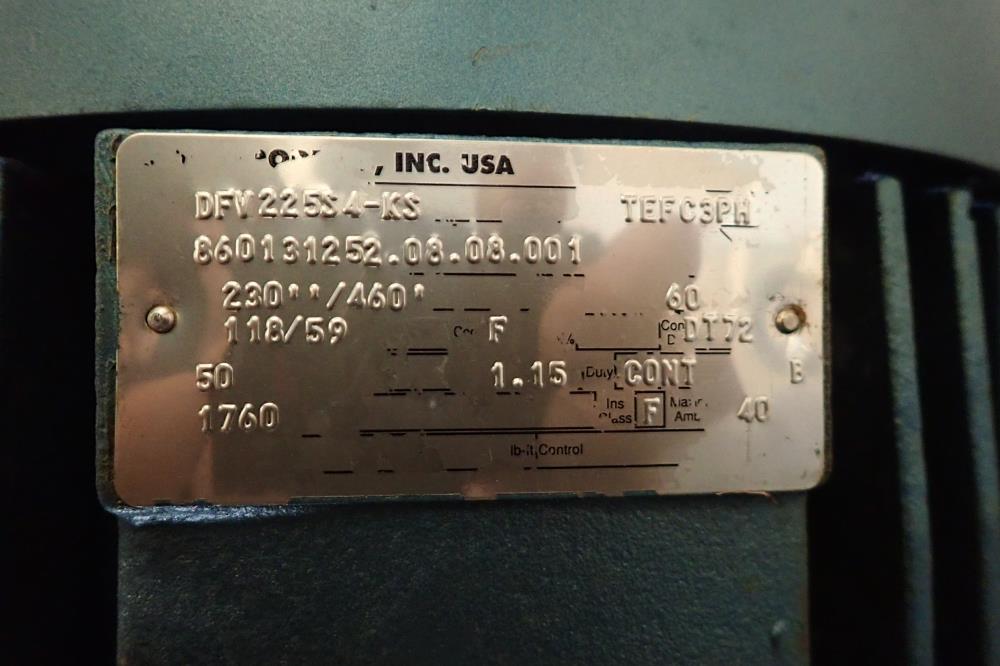 , INC. USA
DFV225S4-KS TEFC3PH
860131252.08.08.001
230''/460' 60
118/59 F % DT72
50 1.15 Duty CONT B
1760 Ins Class F Amb 40
lb-ft Control